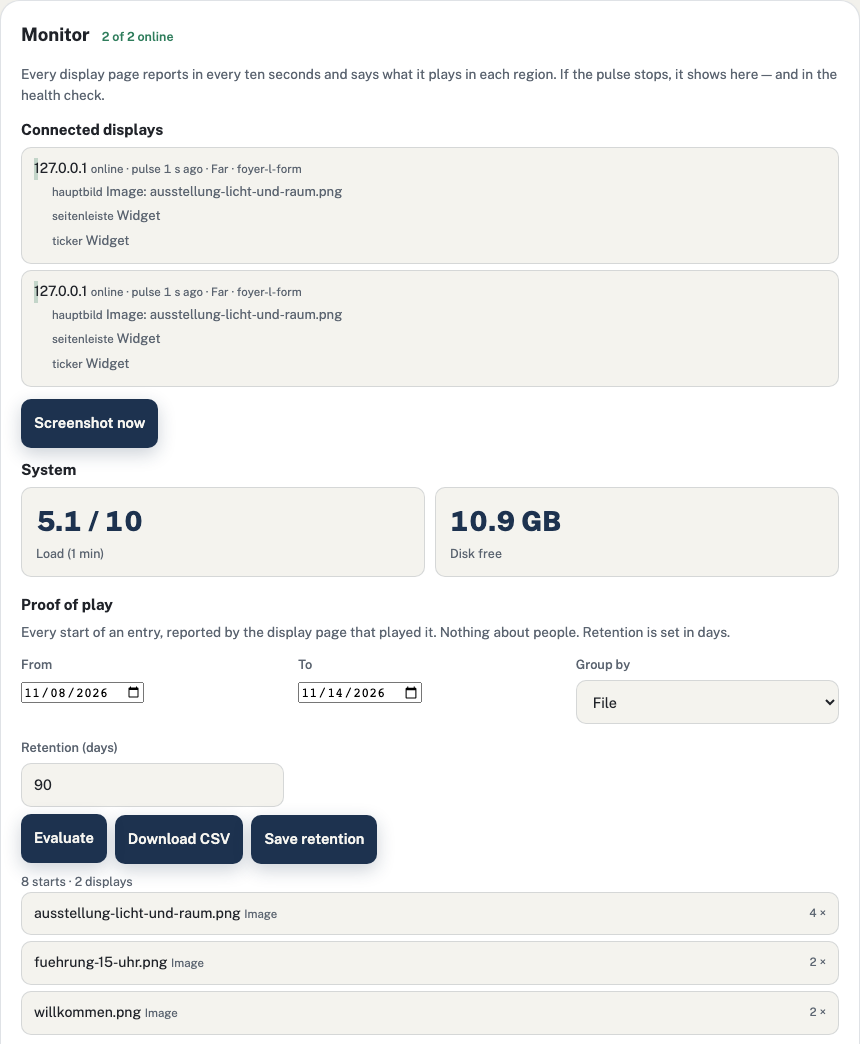 Monitor 2 of 2 online
Every display page reports in every ten seconds and says what it plays in each region. If the pulse stops, it shows here — and in the
health check.
Connected displays
127.0.0.1 online · pulse 1 s ago · Far · foyer-l-form
hauptbild Image: ausstellung-licht-und-raum.png
seitenleiste Widget
ticker Widget
127.0.0.1 online · pulse 1 s ago · Far · foyer-l-form
hauptbild Image: ausstellung-licht-und-raum.png
seitenleiste Widget
ticker Widget
Screenshot now
System
5.1 / 10
Load (1 min)
10.9 GB
Disk free
Proof of play
Every start of an entry, reported by the display page that played it. Nothing about people. Retention is set in days.
From
11/08/2026
To
11/14/2026
Group by
File
Retention (days)
90
Evaluate
Download CSV
Save retention
8 starts · 2 displays
ausstellung-licht-und-raum.png Image 4 ×
fuehrung-15-uhr.png Image 2 ×
willkommen.png Image 2 ×